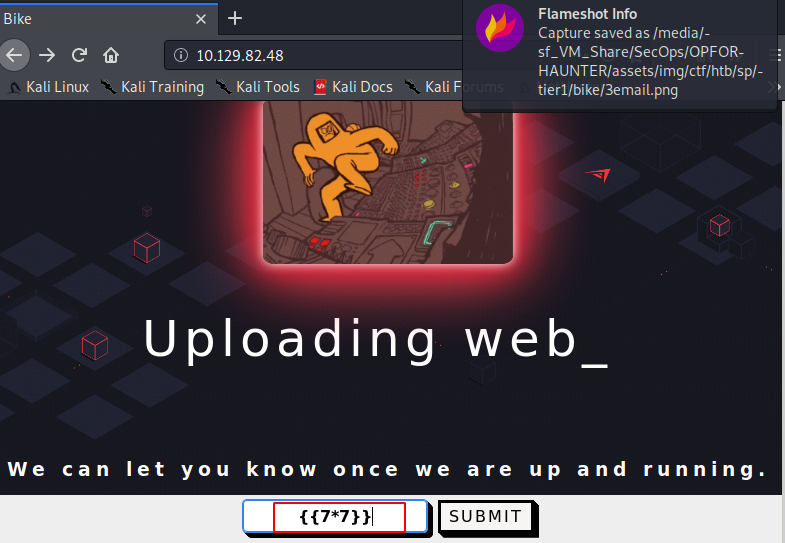 Bike
Flameshot Info
Capture saved as /media/-
sf_VM_Share/SecOps/OPFOR-
HAUNTER/assets/img/ctf/htb/sp/-
tier1/bike/3email.png
10.129.82.48
Kali Linux
Kali Training
Kali Tools
Kali Docs
Kali Forums
Uploading web_
We can let you know once we are up and running.
{{7*7}}
SUBMIT